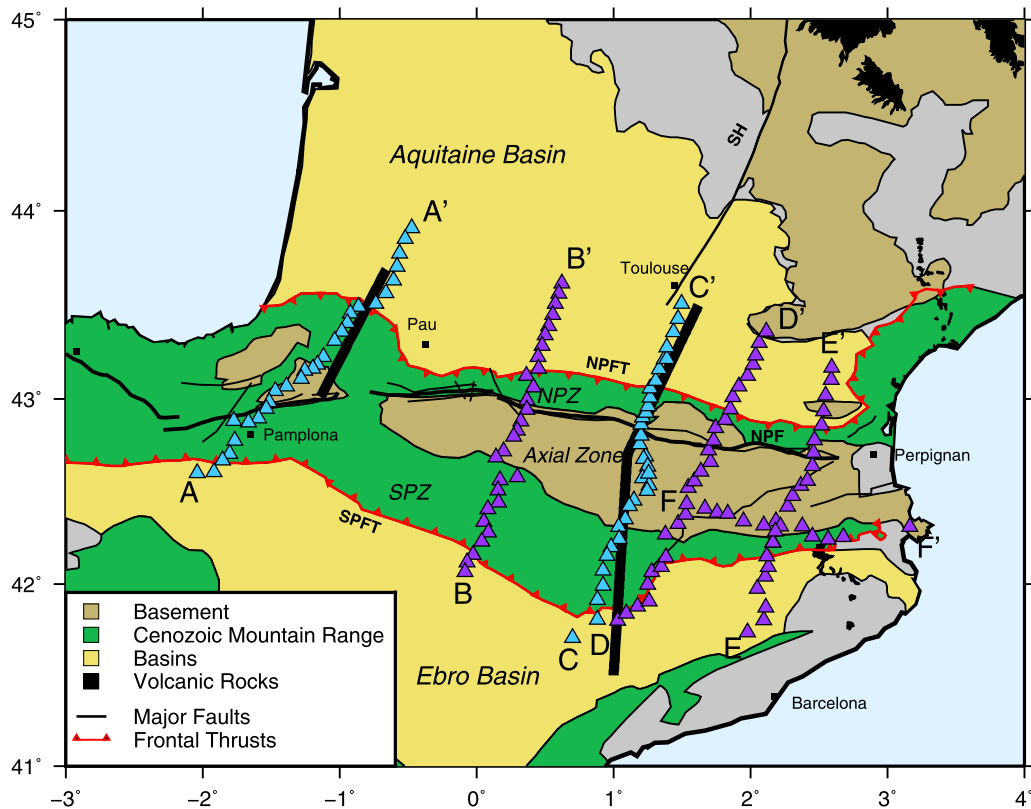 45˚
44˚
43˚
42˚
41˚
SH
Aquitaine Basin
A'
B'
Toulouse
C'
D'
Pau
E'
NPFT
NPZ
Pamplona
NPF
Perpignan
Axial Zone
A
SPZ
F
SPFT
F'
B
D
E
C
Ebro Basin
Barcelona
Basement
Cenozoic Mountain Range
Basins
Volcanic Rocks
Major Faults
Frontal Thrusts
−3˚ −2˚ −1˚ 0˚ 1˚ 2˚ 3˚ 4˚